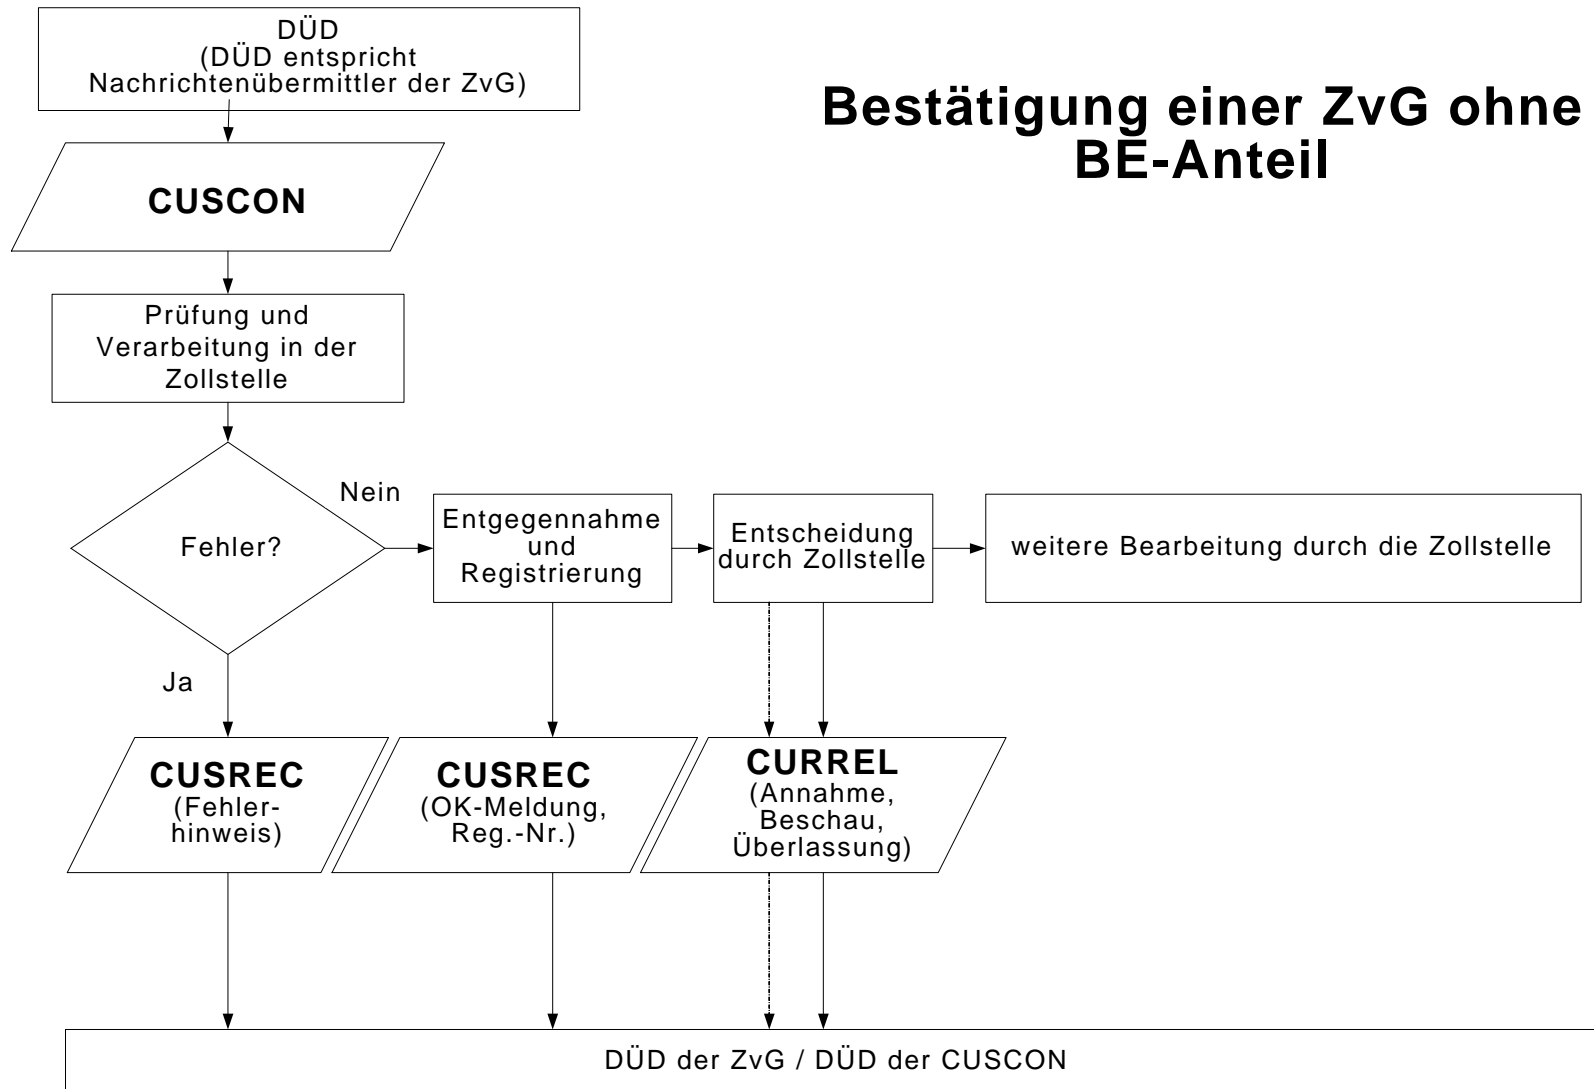 DÜD
(DÜD entspricht
Nachrichtenübermittler der ZvG)
Bestätigung einer ZvG ohne
BE-Anteil
CUSCON
Prüfung und
Verarbeitung in der
Zollstelle
Fehler?
Nein
Ja
Entgegennahme
und
Registrierung
Entscheidung
durch Zollstelle
weitere Bearbeitung durch die Zollstelle
CUSREC
(Fehler-
hinweis)
CUSREC
(OK-Meldung,
Reg.-Nr.)
CURREL
(Annahme,
Beschau,
Überlassung)
DÜD der ZvG / DÜD der CUSCON